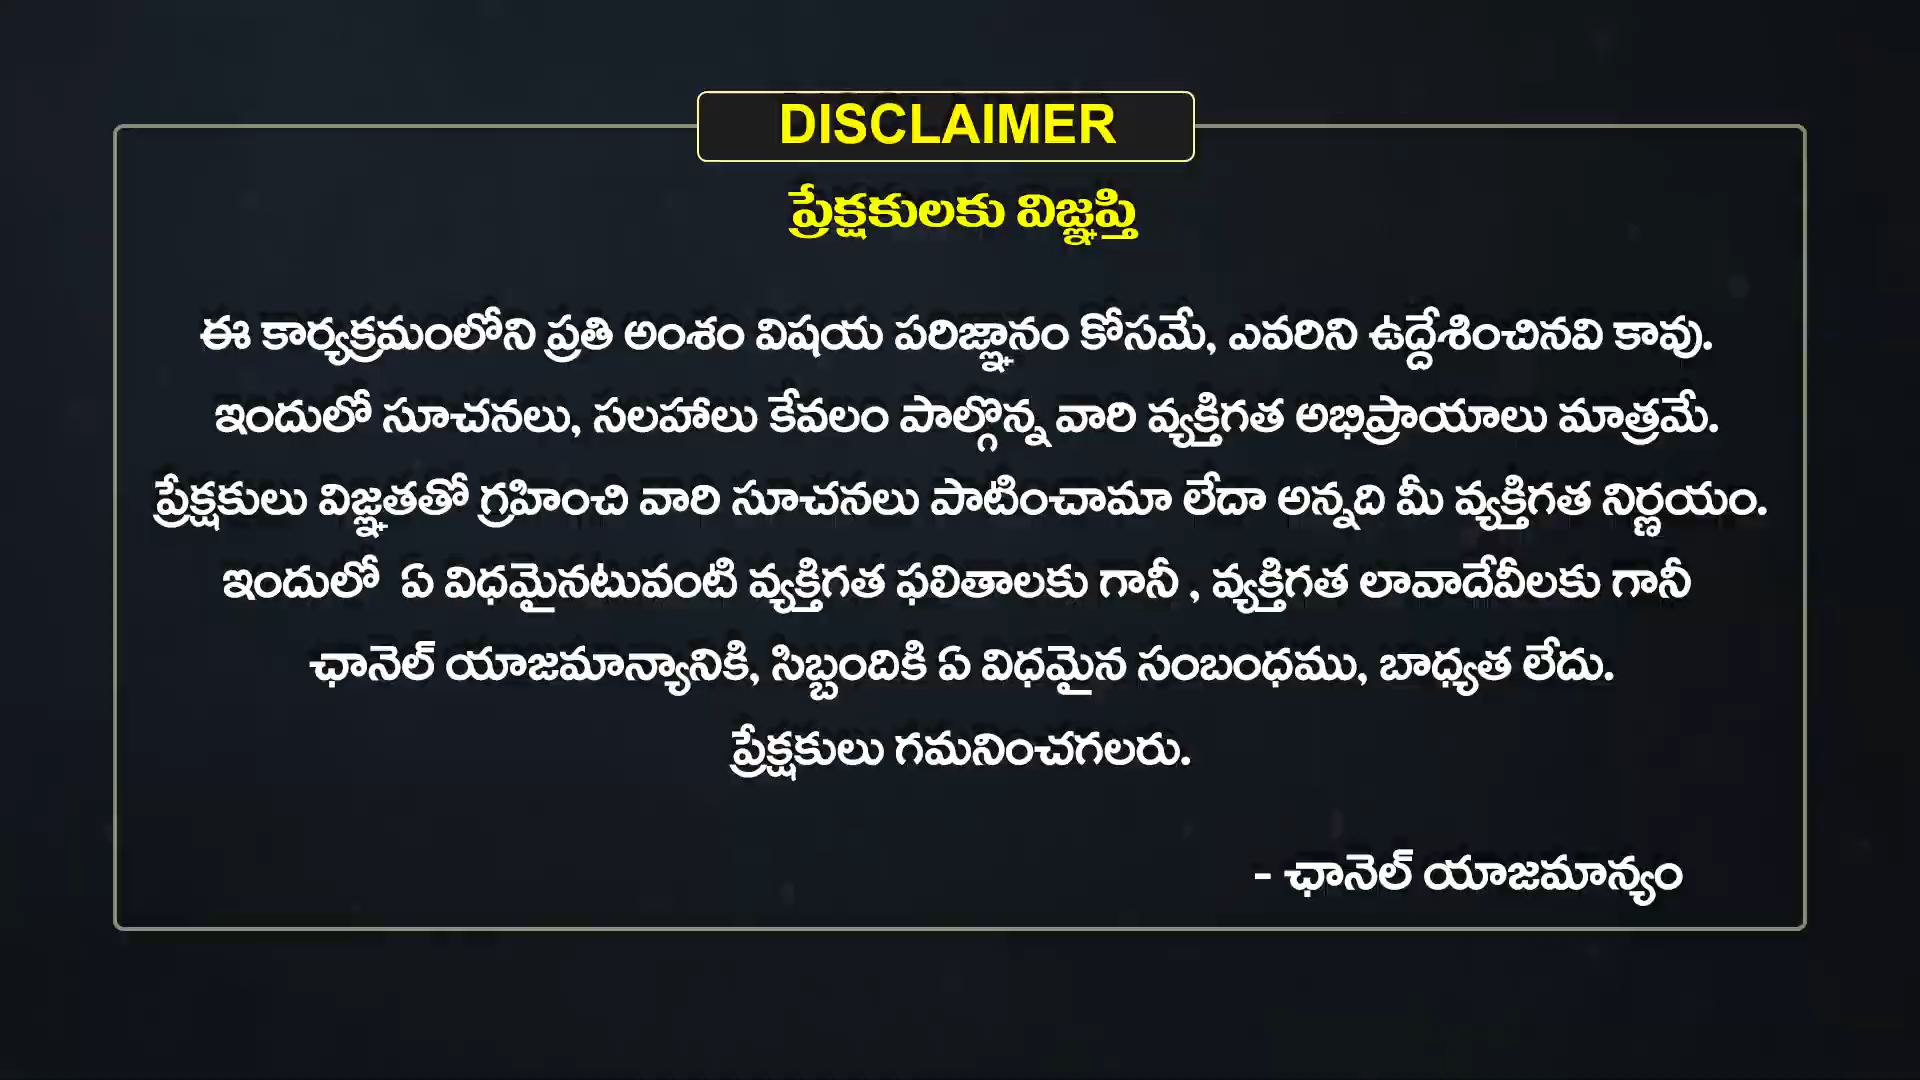 DISCLAIMER
ప్రేక్షకులకు విజ్ఞప్తి
ఈ కార్యక్రమంలోని ప్రతి అంశం విషయ పరిజ్ఞానం కోసమే, ఎవరిని ఉద్దేశించినవి కావు.
ఇందులో సూచనలు, సలహాలు కేవలం పాల్గొన్న వారి వ్యక్తిగత అభిప్రాయాలు మాత్రమే.
ప్రేక్షకులు విజ్ఞతతో గ్రహించి వారి సూచనలు పాటించామా లేదా అన్నది మీ వ్యక్తిగత నిర్ణయం.
ఇందులో  ఏ విధమైనటువంటి వ్యక్తిగత ఫలితాలకు గానీ , వ్యక్తిగత లావాదేవీలకు గానీ
ఛానెల్ యాజమాన్యానికి, సిబ్బందికి ఏ విధమైన సంబంధము, బాధ్యత లేదు.
ప్రేక్షకులు గమనించగలరు.
- ఛానెల్ యాజమాన్యం